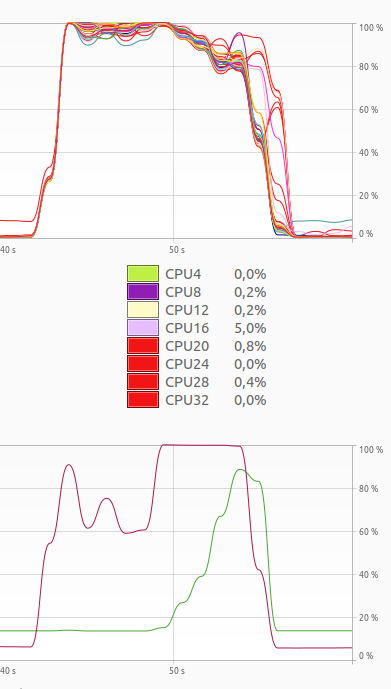 100 %
80 %
60 %
40 %
20 %
0 %
40 s 50 s
CPU4 0,0%
CPU8 0,2%
CPU12 0,2%
CPU16 5,0%
CPU20 0,8%
CPU24 0,0%
CPU28 0,4%
CPU32 0,0%
100 %
80 %
60 %
40 %
20 %
0 %
40 s 50 s